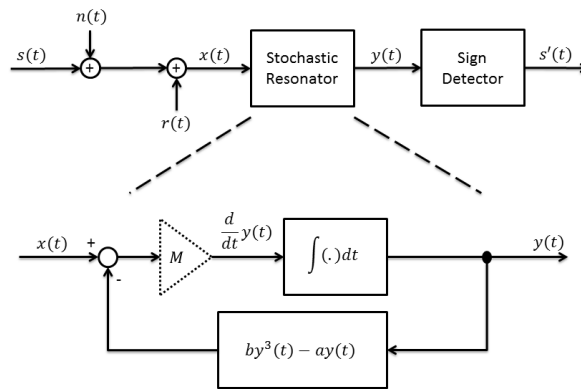 n(t)
s(t)
+
+
x(t)
Stochastic
Resonator
y(t)
Sign
Detector
s'(t)
r(t)
x(t)
+
-
M
d/dt y(t)
∫(.)dt
y(t)
by³(t) − ay(t)